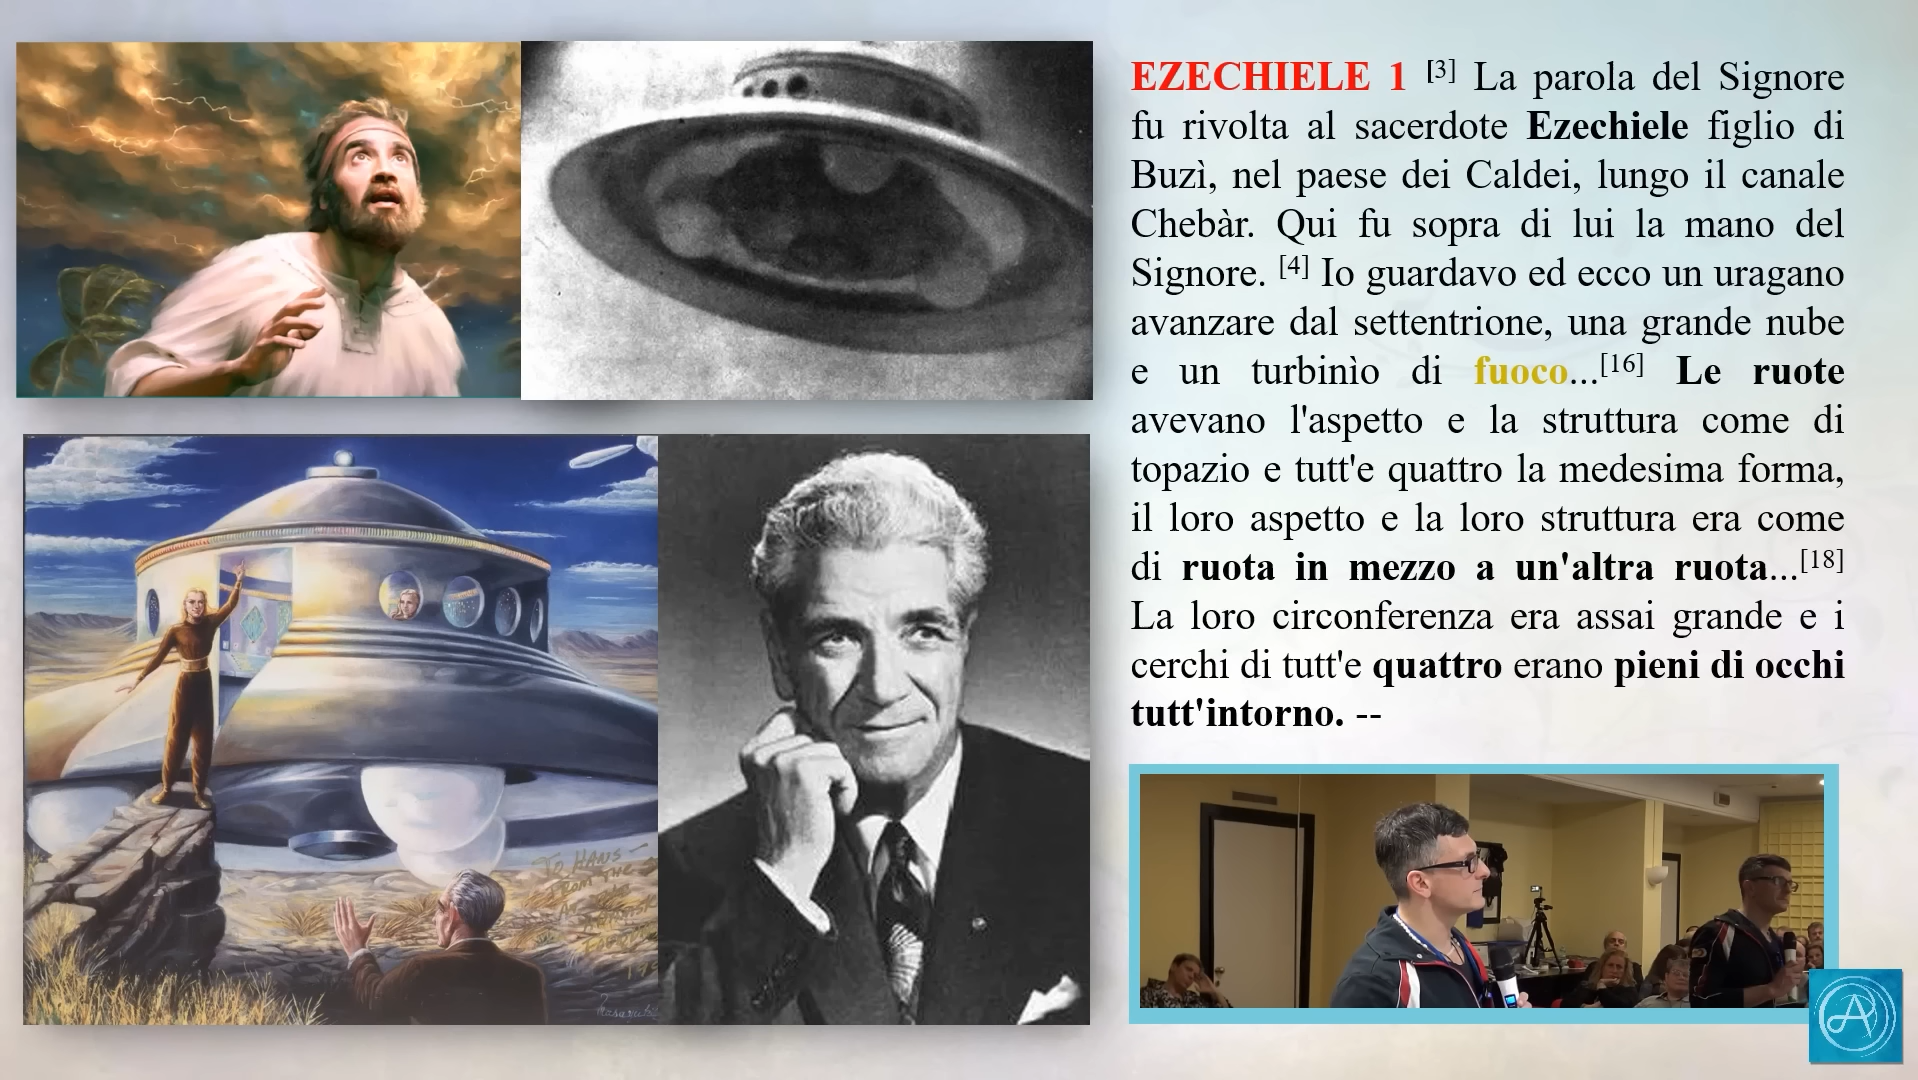 EZECHIELE 1 [3] La parola del Signore
fu rivolta al sacerdote Ezechiele figlio di
Buzì, nel paese dei Caldei, lungo il canale
Chebàr. Qui fu sopra di lui la mano del
Signore. [4] Io guardavo ed ecco un uragano
avanzare dal settentrione, una grande nube
e un turbinìo di fuoco...[16] Le ruote
avevano l'aspetto e la struttura come di
topazio e tutt'e quattro la medesima forma,
il loro aspetto e la loro struttura era come
di ruota in mezzo a un'altra ruota...[18]
La loro circonferenza era assai grande e i
cerchi di tutt'e quattro erano pieni di occhi
tutt'intorno. --
TO HANS -
FROM THE